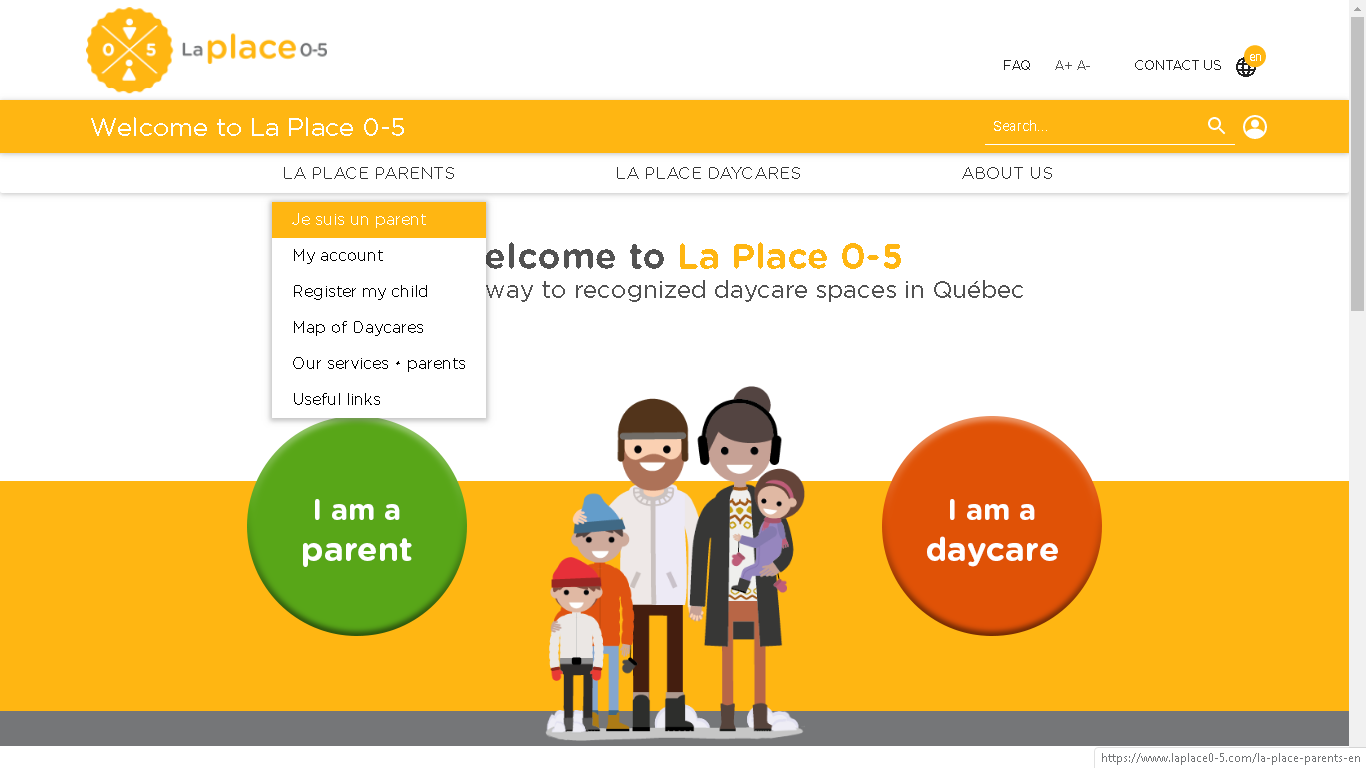 0 5 La place 0-5
FAQ A+ A- CONTACT US en
Welcome to La Place 0-5 Search...
LA PLACE PARENTS LA PLACE DAYCARES ABOUT US
Je suis un parent
My account
Register my child
Map of Daycares
Our services • parents
Useful links
elcome to La Place 0-5
way to recognized daycare spaces in Québec
I am a
parent
I am a
daycare
https://www.laplace0-5.com/la-place-parents-en